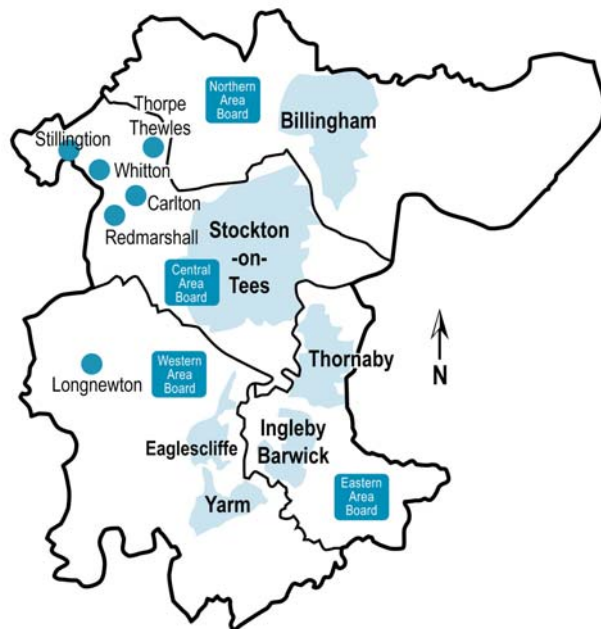 Northern
Area
Board
Thorpe
Thewles
Billingham
Stillington
Whitton
Carlton
Redmarshall
Stockton
-on-
Tees
Central
Area
Board
Thornaby
Western
Area
Board
Longnewton
N
Eaglescliffe
Ingleby
Barwick
Yarm
Eastern
Area
Board